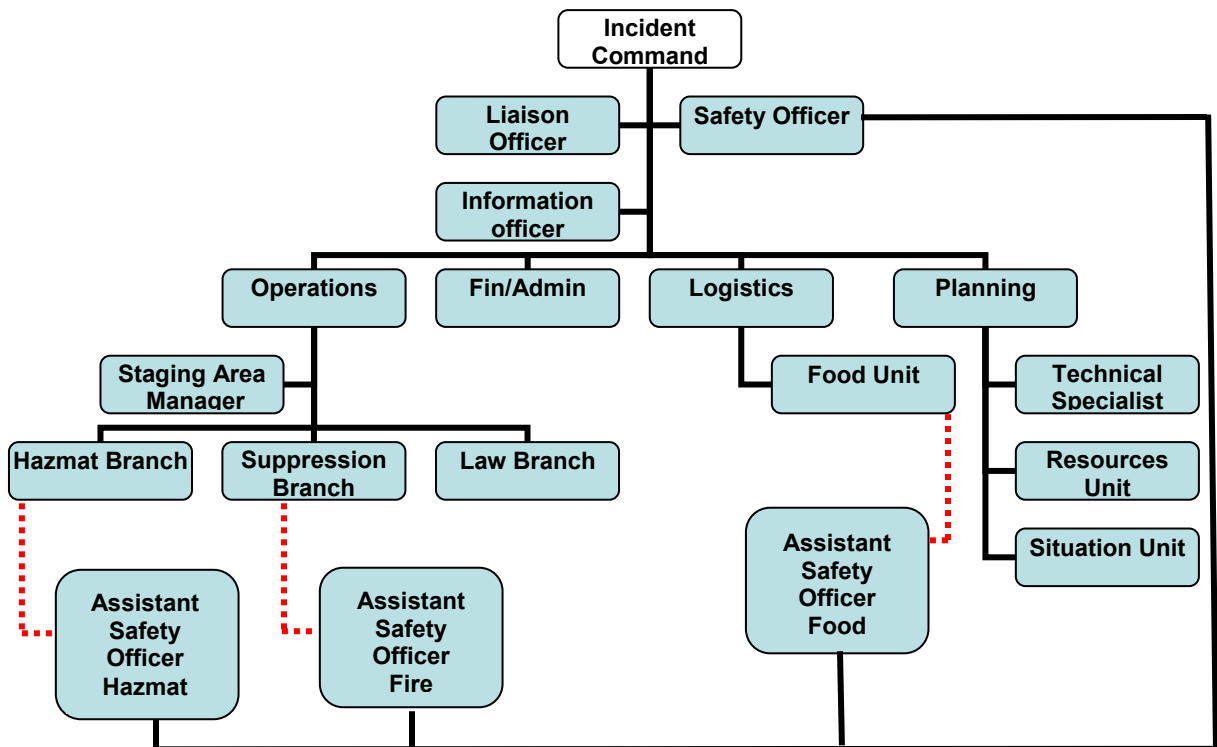 Incident
Command
Liaison
Officer
Safety Officer
Information
officer
Operations
Fin/Admin
Logistics
Planning
Staging Area
Manager
Food Unit
Technical
Specialist
Hazmat Branch
Suppression
Branch
Law Branch
Resources
Unit
Situation Unit
Assistant
Safety
Officer
Hazmat
Assistant
Safety
Officer
Fire
Assistant
Safety
Officer
Food